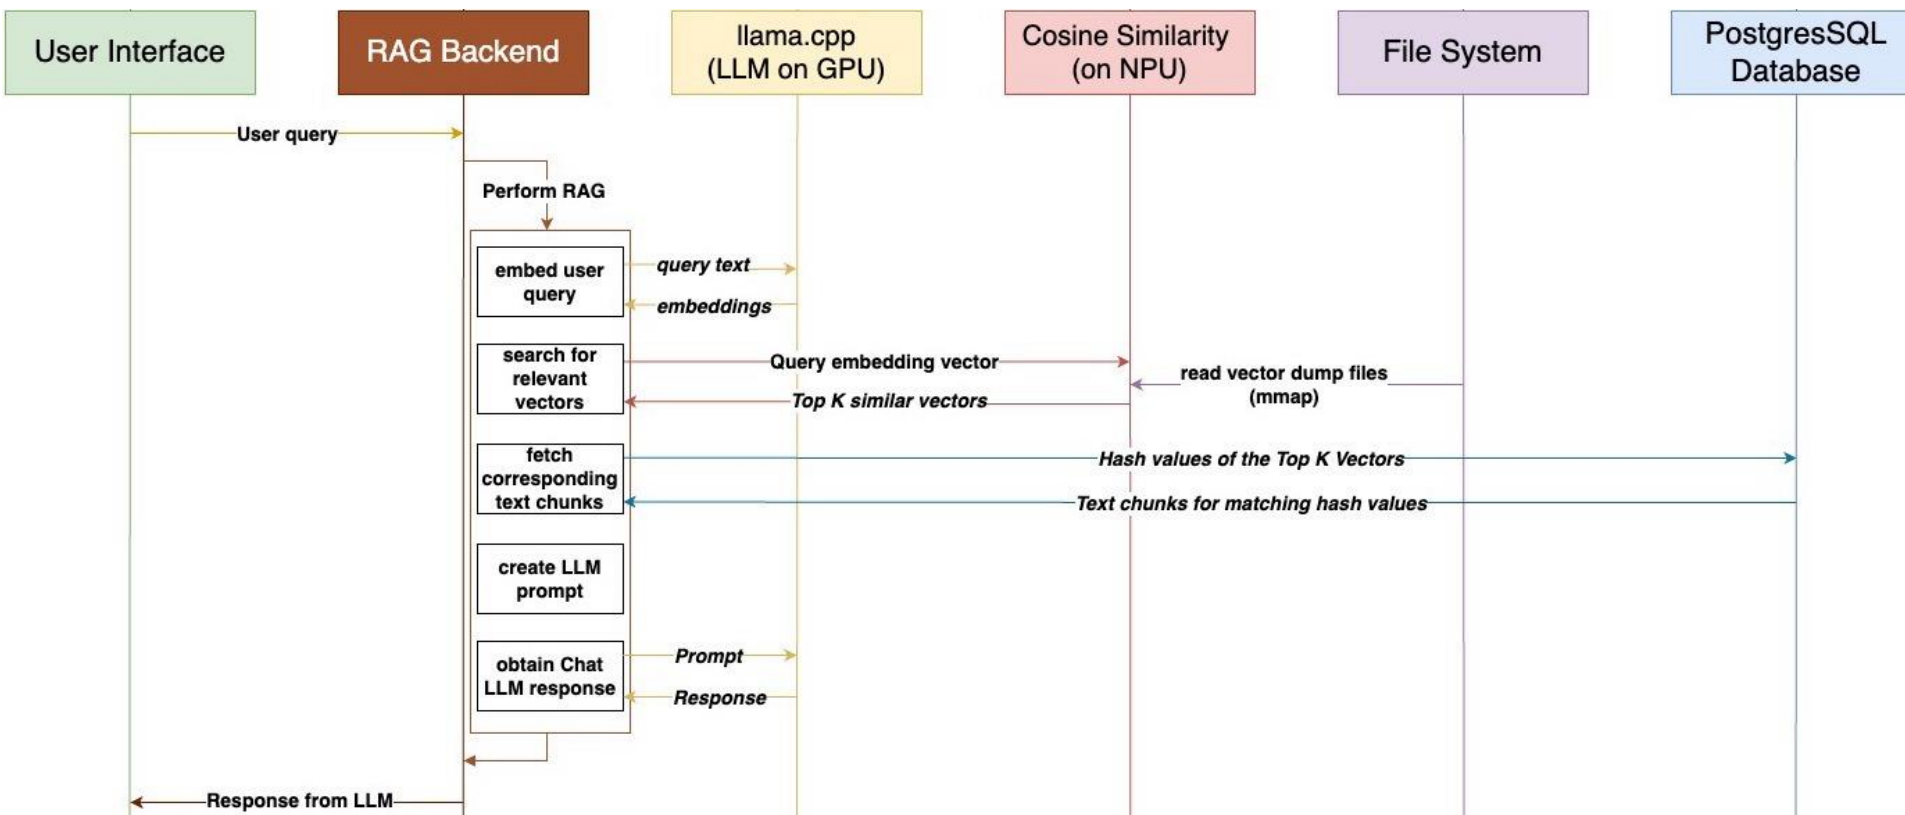 User Interface
RAG Backend
llama.cpp
(LLM on GPU)
Cosine Similarity
(on NPU)
File System
PostgresSQL
Database
User query
Perform RAG
embed user
query
query text
embeddings
search for
relevant
vectors
Query embedding vector
read vector dump files
(mmap)
Top K similar vectors
fetch
corresponding
text chunks
Hash values of the Top K Vectors
Text chunks for matching hash values
create LLM
prompt
obtain Chat
LLM response
Prompt
Response
Response from LLM